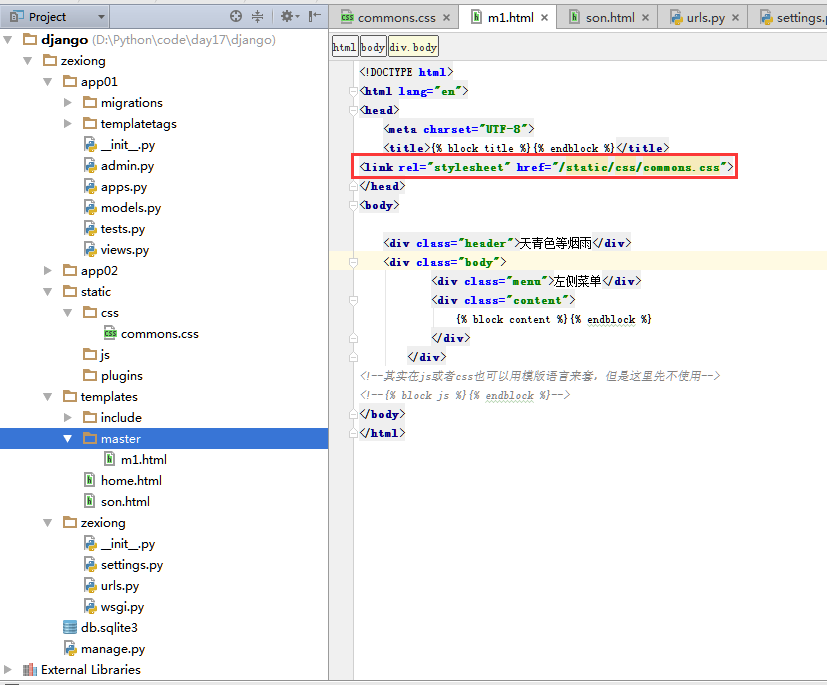 Project
commons.css
m1.html
son.html
urls.py
settings.
django (D:\Python\code\day17\django)
zexiong
app01
migrations
templatetags
__init__.py
admin.py
apps.py
models.py
tests.py
views.py
app02
static
css
commons.css
js
plugins
templates
include
master
m1.html
home.html
son.html
zexiong
__init__.py
settings.py
urls.py
wsgi.py
db.sqlite3
manage.py
External Libraries
html body div.body
<!DOCTYPE html>
<html lang="en">
<head>
<meta charset="UTF-8">
<title>{% block title %}{% endblock %}</title>
<link rel="stylesheet" href="/static/css/commons.css">
</head>
<body>
<div class="header">天青色等烟雨</div>
<div class="body">
<div class="menu">左侧菜单</div>
<div class="content">
{% block content %}{% endblock %}
</div>
</div>
<!--其实在js或者css也可以用模版语言来套，但是这里先不使用-->
<!--{% block js %}{% endblock %}-->
</body>
</html>